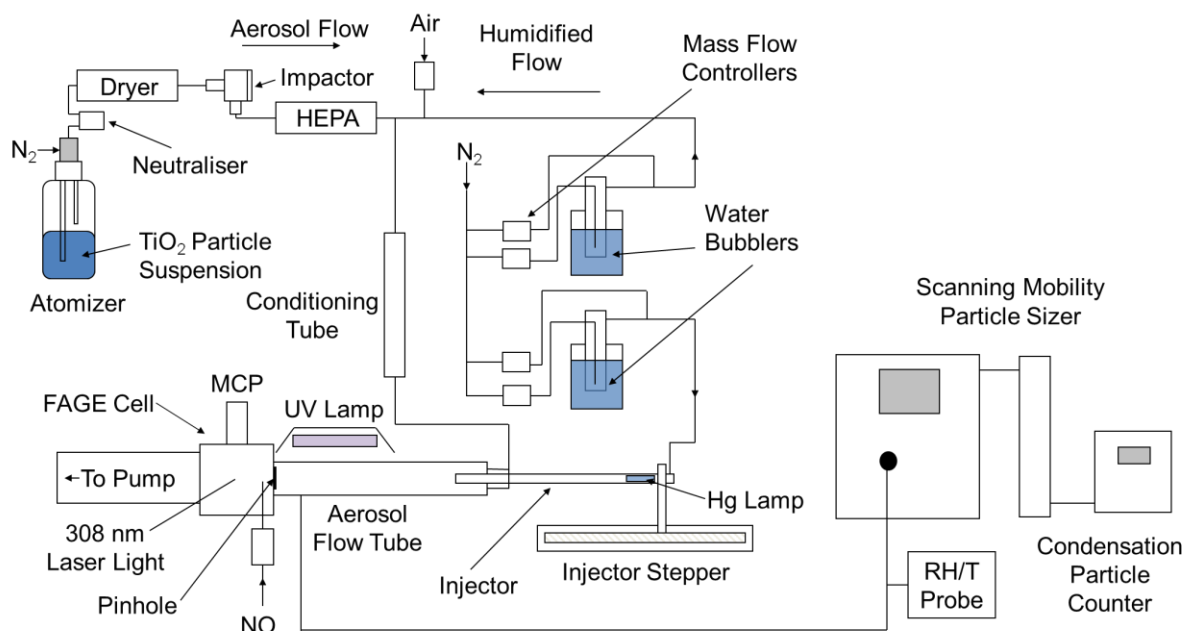 Aerosol Flow
Air
Humidified
Flow
Mass Flow
Controllers
Dryer
Impactor
HEPA
N₂
Neutraliser
N₂
TiO₂ Particle
Suspension
Atomizer
Water
Bubblers
Conditioning
Tube
Scanning Mobility
Particle Sizer
MCP
FAGE Cell
UV Lamp
To Pump
Hg Lamp
308 nm
Laser Light
Aerosol
Flow Tube
Injector
Injector Stepper
Pinhole
NO
RH/T
Probe
Condensation
Particle
Counter